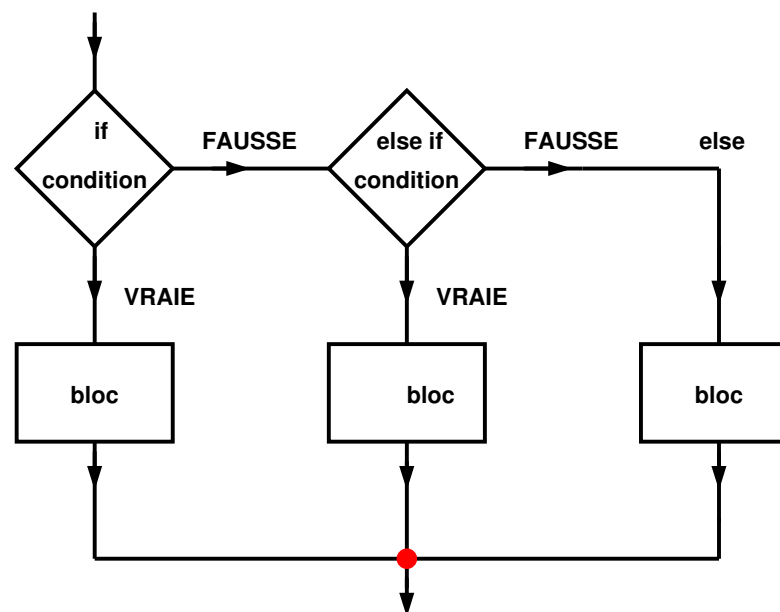 if
condition
FAUSSE
else if
condition
FAUSSE
else
VRAIE
VRAIE
bloc
bloc
bloc